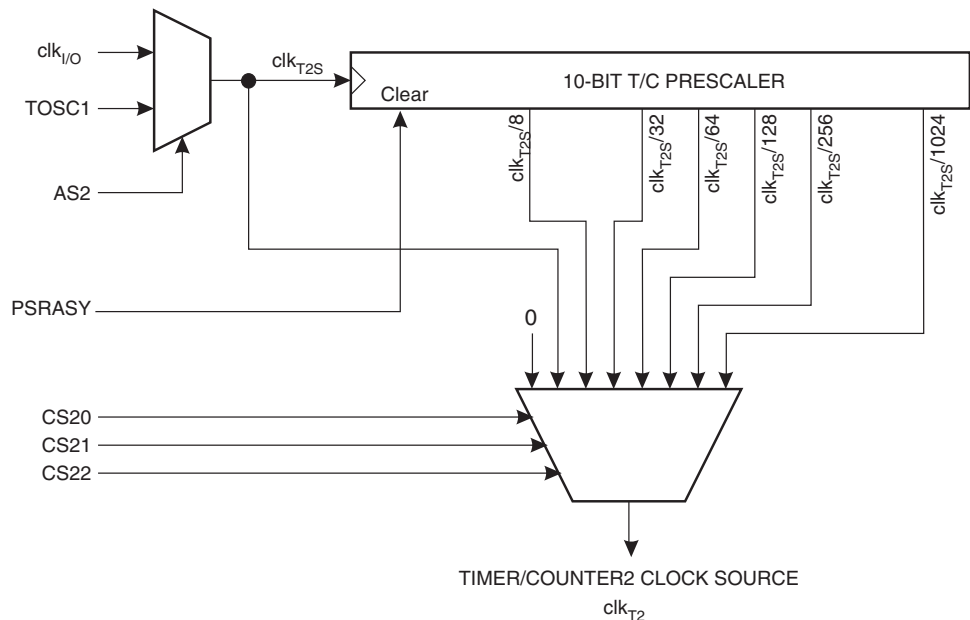 clkI/O
clkT2S
10-BIT T/C PRESCALER
TOSC1
Clear
AS2
clkT2S/8
clkT2S/32
clkT2S/64
clkT2S/128
clkT2S/256
clkT2S/1024
PSRASY
0
CS20
CS21
CS22
TIMER/COUNTER2 CLOCK SOURCE
clkT2